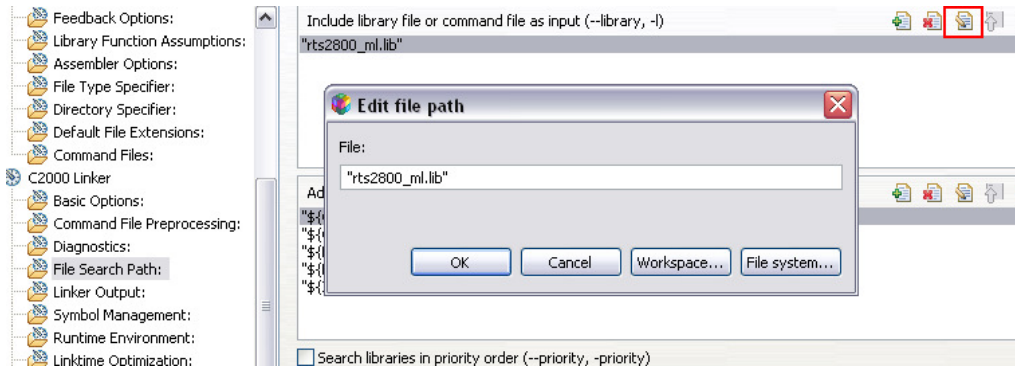 Feedback Options:
Library Function Assumptions:
Assembler Options:
File Type Specifier:
Directory Specifier:
Default File Extensions:
Command Files:
C2000 Linker
Basic Options:
Command File Preprocessing:
Diagnostics:
File Search Path:
Linker Output:
Symbol Management:
Runtime Environment:
Linktime Optimization:
Include library file or command file as input (--library, -l)
"rts2800_ml.lib"
Edit file path
File:
"rts2800_ml.lib"
OK Cancel Workspace... File system...
Ad
"${
"${
"${
"${
"${
Search libraries in priority order (--priority, -priority)